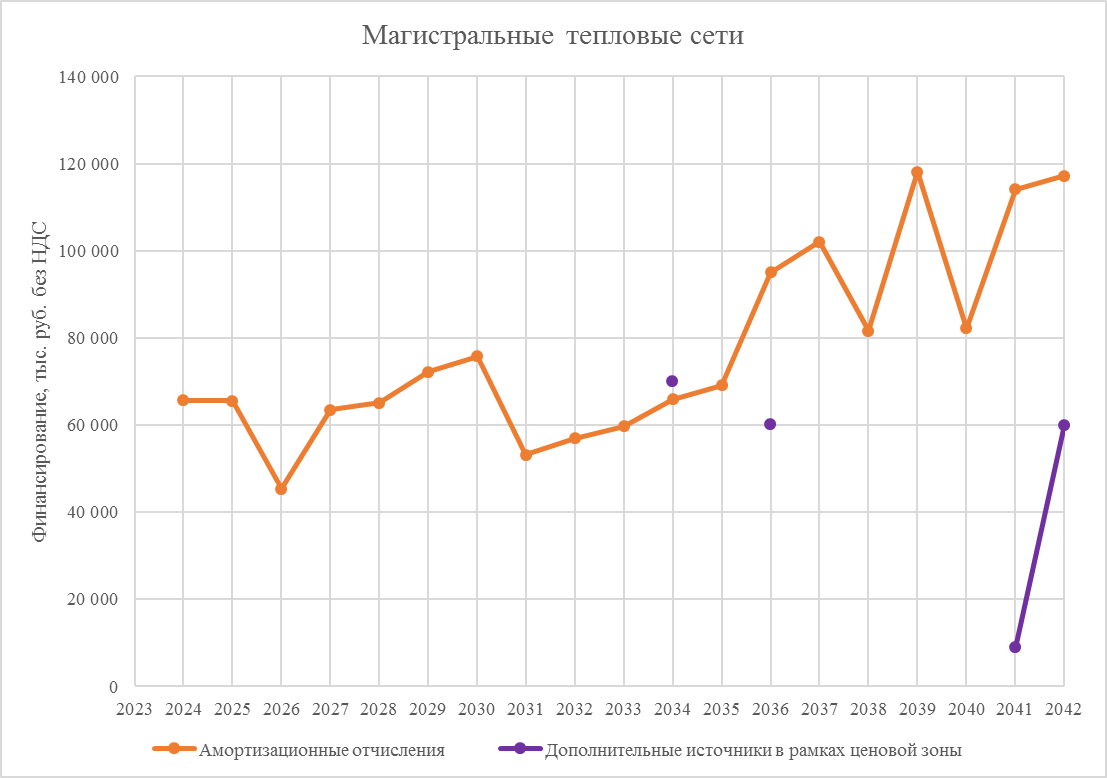 Магистральные тепловые сети
Финансирование, тыс. руб. без НДС
140 000
120 000
100 000
80 000
60 000
40 000
20 000
0
2023 2024 2025 2026 2027 2028 2029 2030 2031 2032 2033 2034 2035 2036 2037 2038 2039 2040 2041 2042
Амортизационные отчисления Дополнительные источники в рамках ценовой зоны